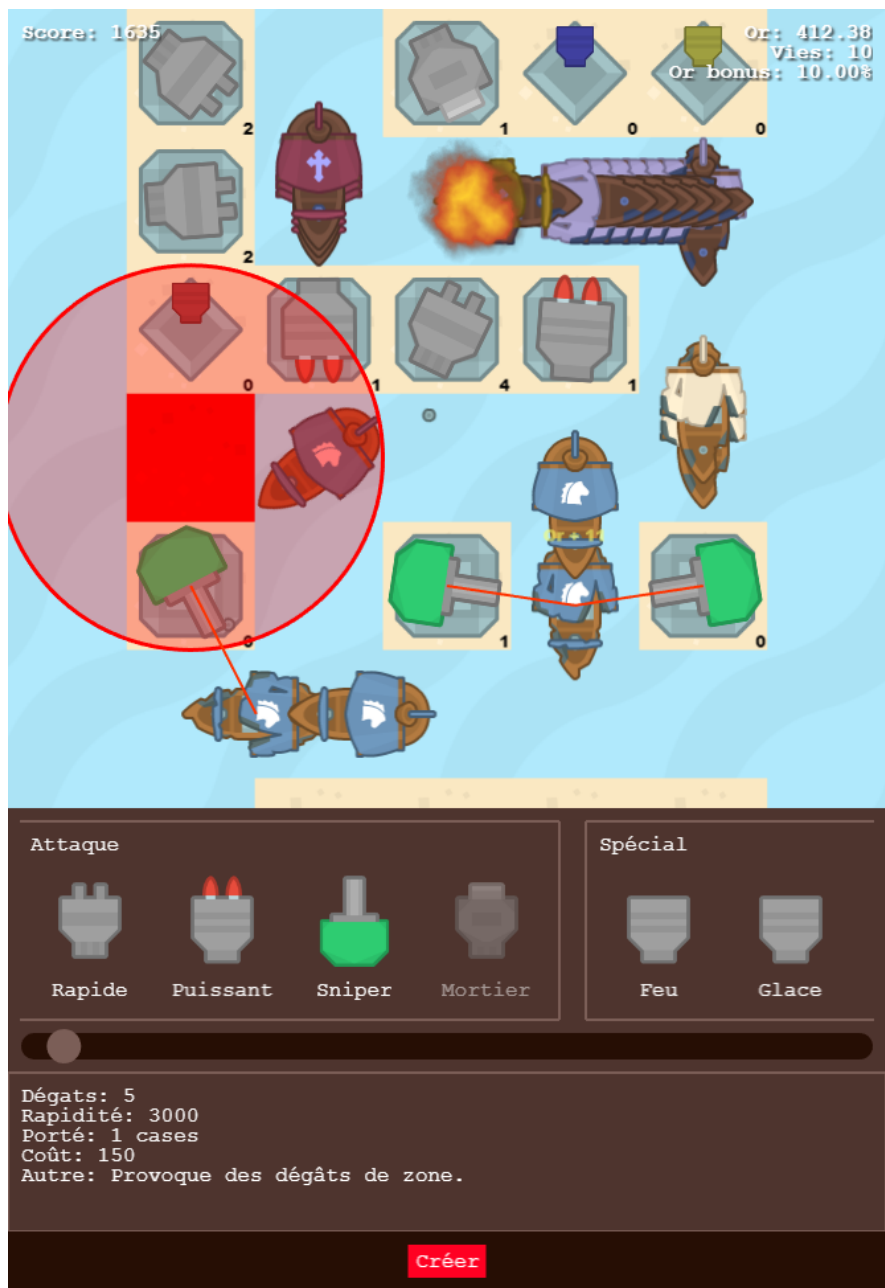 Score: 1635
Or: 412.38
Vies: 10
Or bonus: 10.00%
2
1
0
0
2
0
1
4
1
Or + 11
0
1
0
Attaque
Spécial
Rapide
Puissant
Sniper
Mortier
Feu
Glace
Dégats: 5
Rapidité: 3000
Porté: 1 cases
Coût: 150
Autre: Provoque des dégâts de zone.
Créer